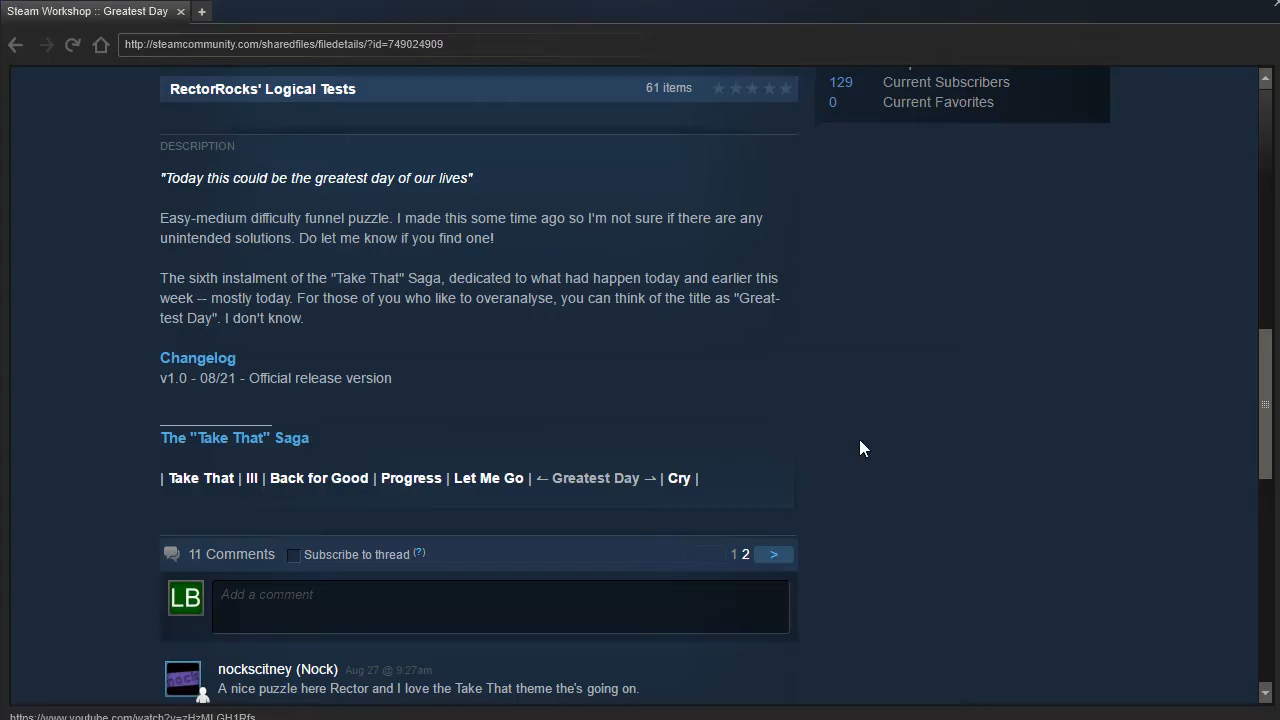 Steam Workshop :: Greatest Day
http://steamcommunity.com/sharedfiles/filedetails/?id=749024909
RectorRocks' Logical Tests 61 items
129 Current Subscribers
0 Current Favorites
DESCRIPTION
"Today this could be the greatest day of our lives"
Easy-medium difficulty funnel puzzle. I made this some time ago so I'm not sure if there are any
unintended solutions. Do let me know if you find one!
The sixth instalment of the "Take That" Saga, dedicated to what had happen today and earlier this
week -- mostly today. For those of you who like to overanalyse, you can think of the title as "Great-
test Day". I don't know.
Changelog
v1.0 - 08/21 - Official release version
The "Take That" Saga
| Take That | III | Back for Good | Progress | Let Me Go | ↼ Greatest Day ⇀ | Cry |
11 Comments Subscribe to thread (?) 1 2 >
LB Add a comment
nockscitney (Nock) Aug 27 @ 9:27am
A nice puzzle here Rector and I love the Take That theme the's going on.